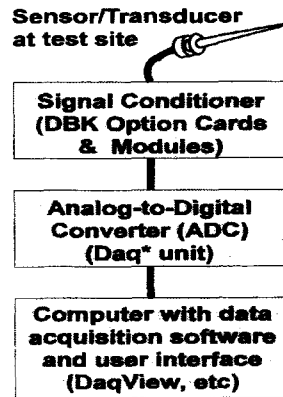 Sensor/Transducer
at test site
Signal Conditioner
(DBK Option Cards
& Modules)
Analog-to-Digital
Converter (ADC)
(Daq* unit)
Computer with data
acquisition software
and user interface
(DaqView, etc)